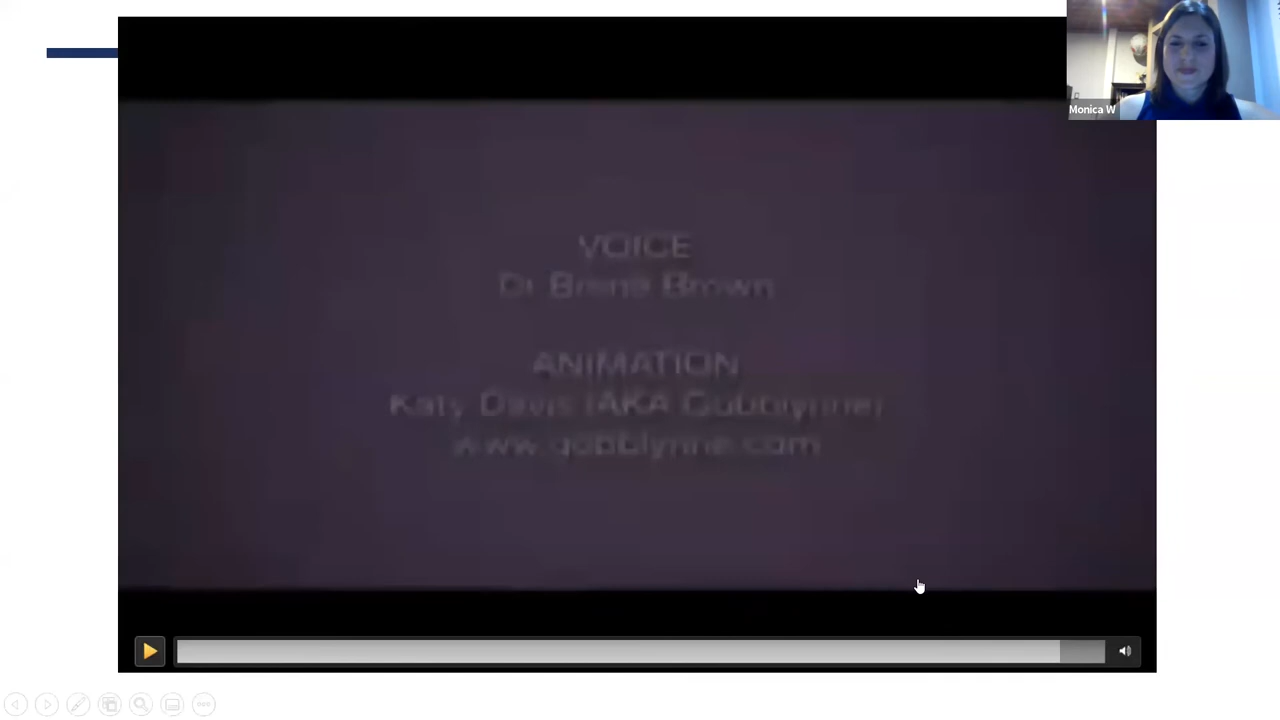 Monica W
VOICE
Dr Brené Brown
ANIMATION
Katy Davis (AKA Gobblynne)
www.gobblynne.com